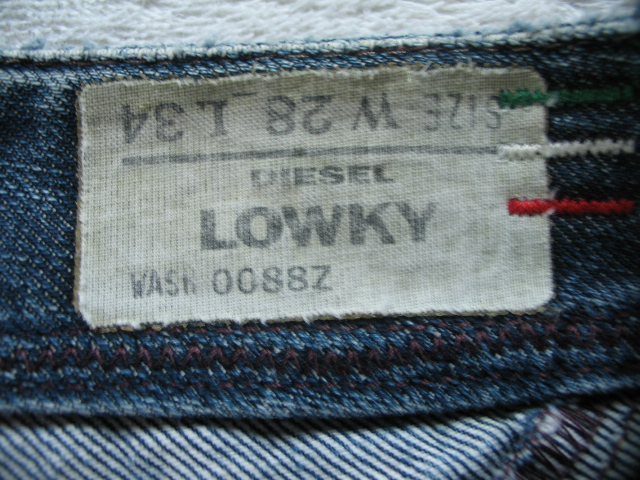 SIZE W 28 L 34
DIESEL
LOWKY
WASH 0088Z